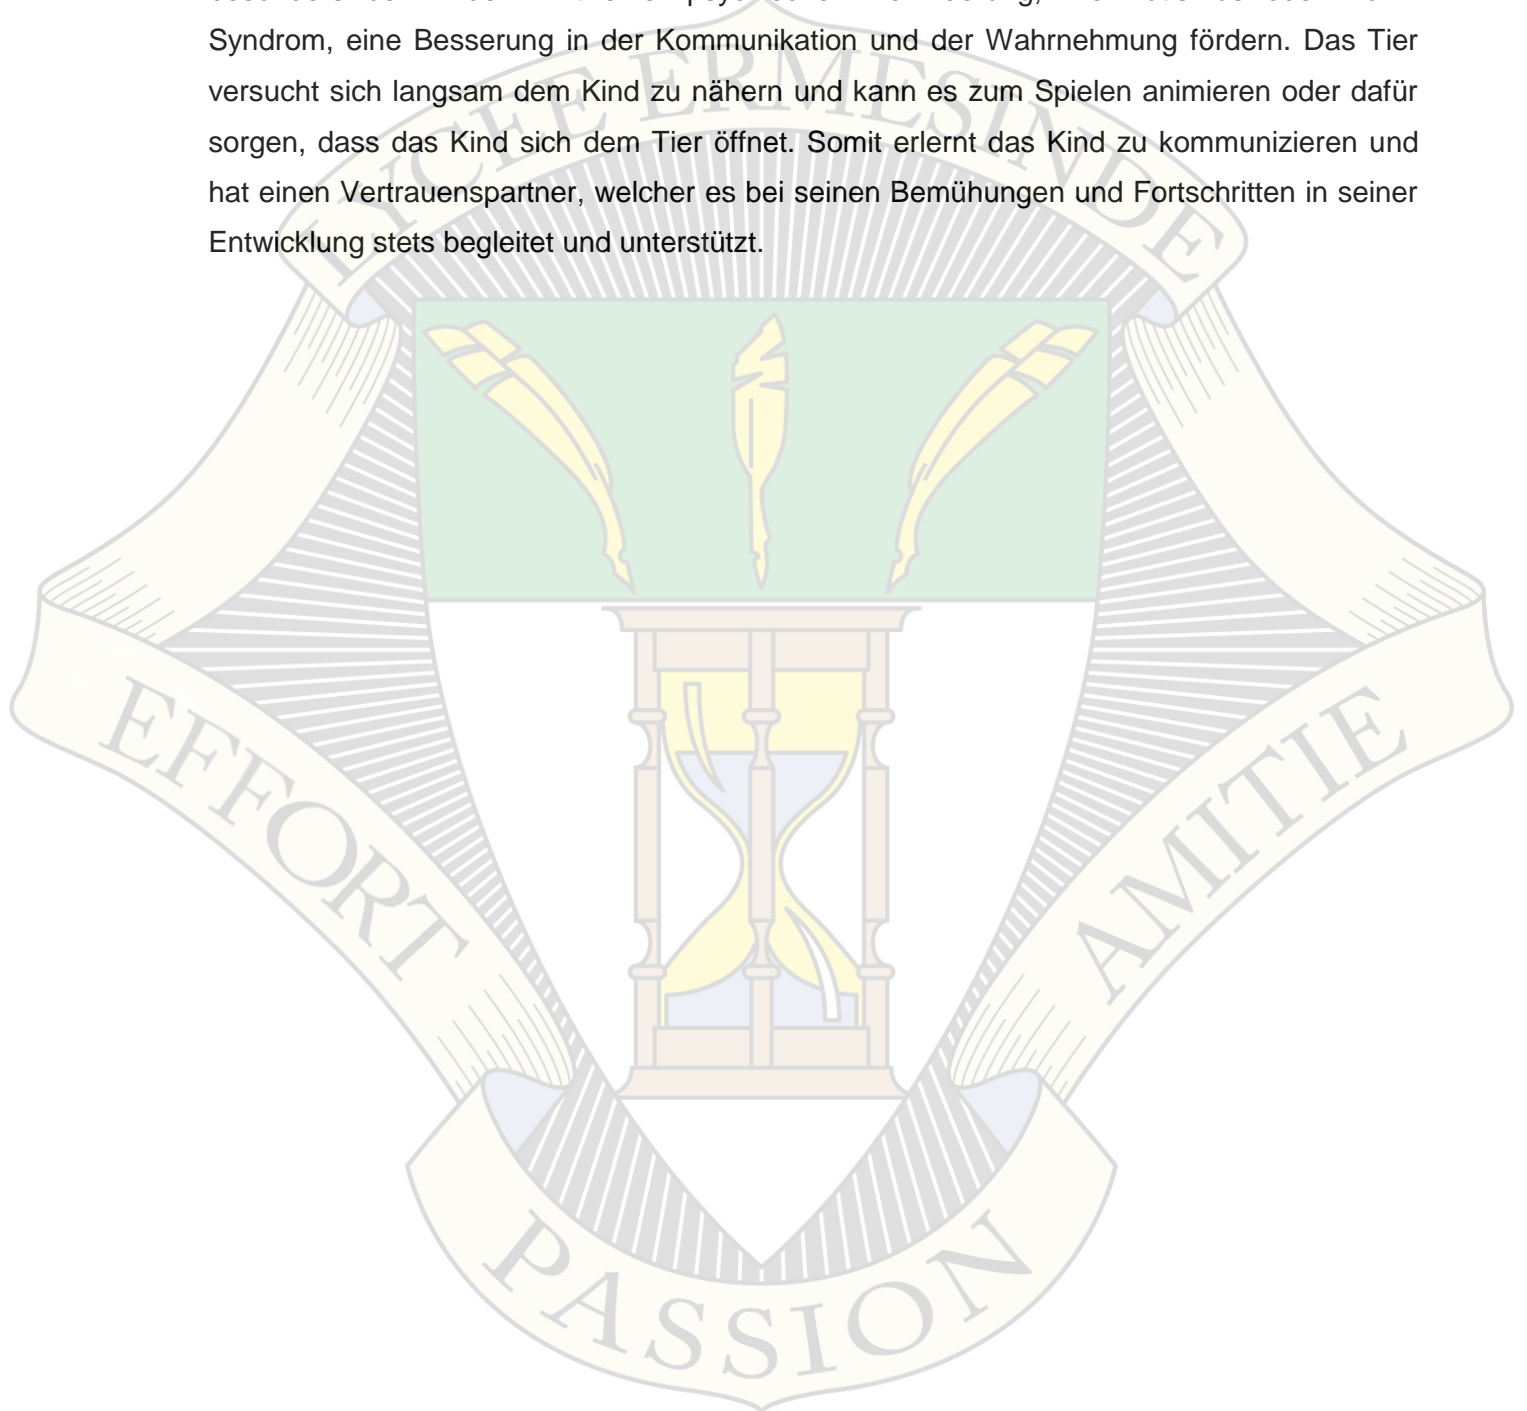 Syndrom, eine Besserung in der Kommunikation und der Wahrnehmung fördern. Das Tier
versucht sich langsam dem Kind zu nähern und kann es zum Spielen animieren oder dafür
sorgen, dass das Kind sich dem Tier öffnet. Somit erlernt das Kind zu kommunizieren und
hat einen Vertrauenspartner, welcher es bei seinen Bemühungen und Fortschritten in seiner
Entwicklung stets begleitet und unterstützt.
LYCEE ERMESINDE
EFFORT
AMITIE
PASSION